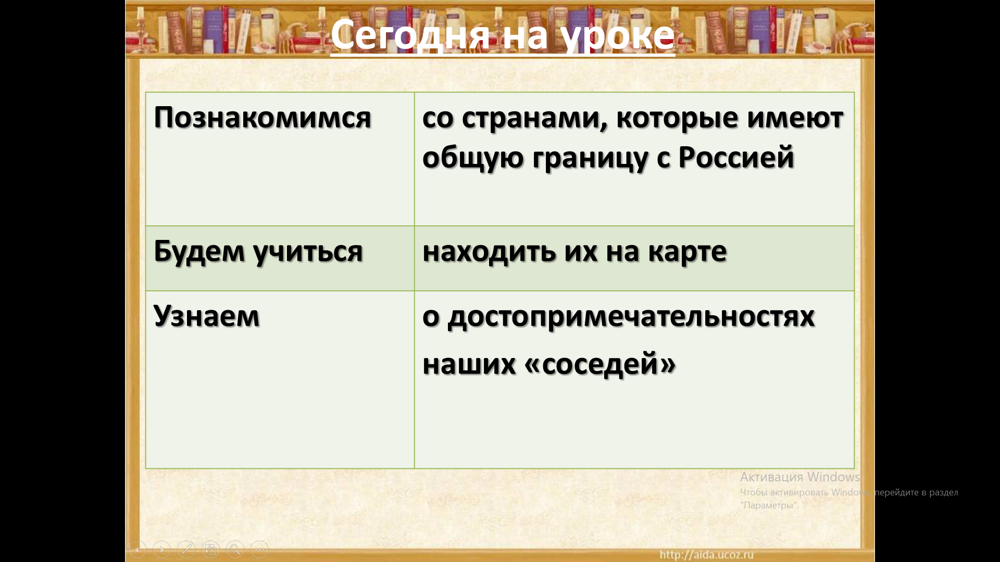 Сегодня на уроке
Познакомимся
со странами, которые имеют
общую границу с Россией
Будем учиться
находить их на карте
Узнаем
о достопримечательностях
наших «соседей»
Активация Windows
Чтобы активировать Windows, перейдите в раздел
"Параметры".
http://aida.ucoz.ru